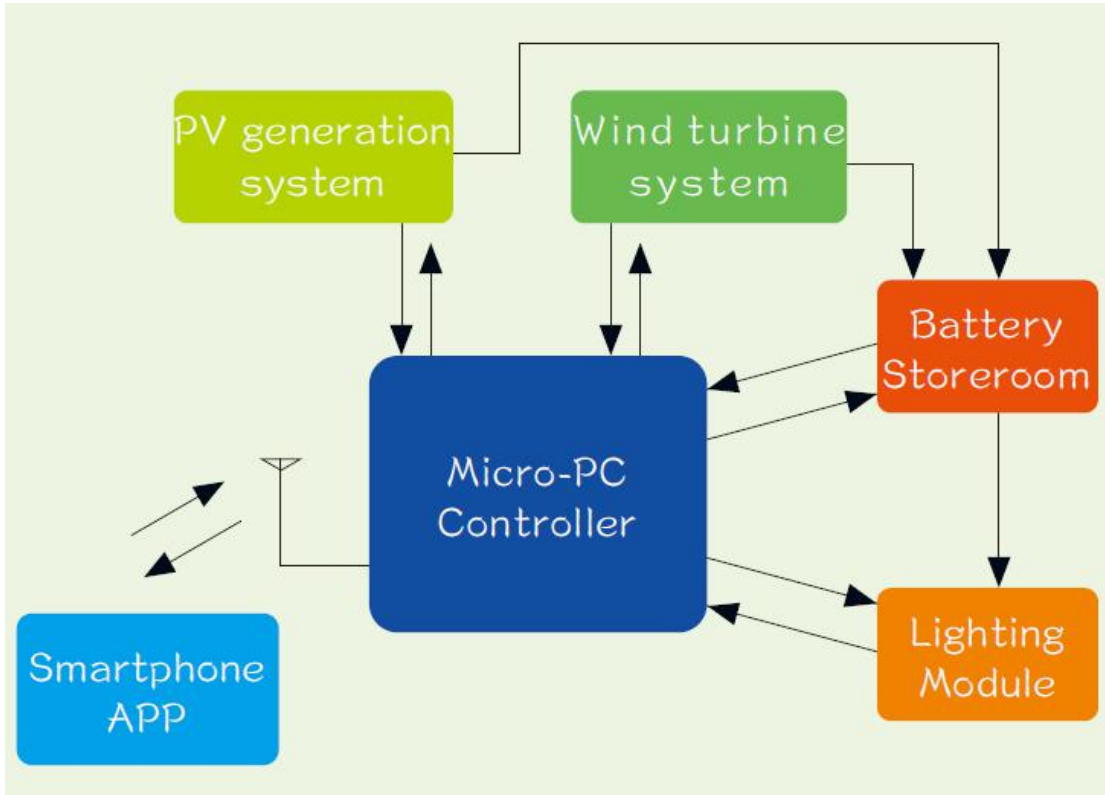 PV generation
system
Wind turbine
system
Battery
Storeroom
Micro-PC
Controller
Smartphone
APP
Lighting
Module